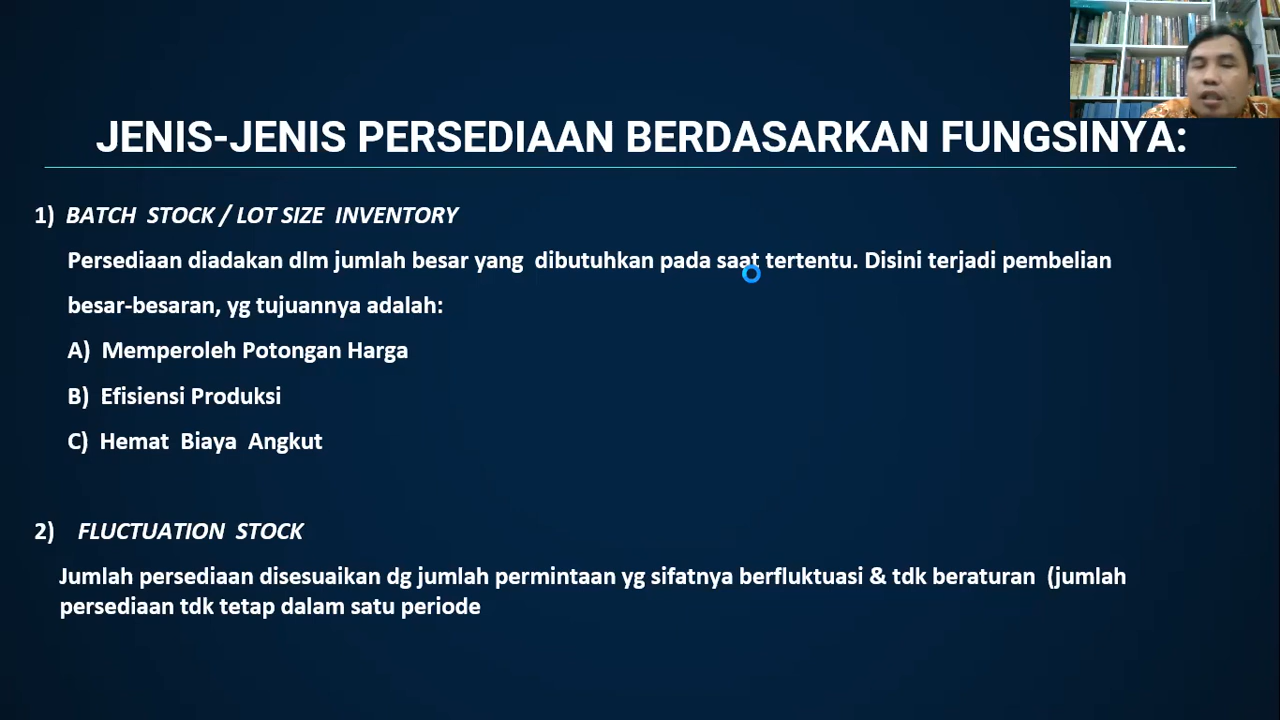 JENIS-JENIS PERSEDIAAN BERDASARKAN FUNGSINYA:
1) BATCH STOCK / LOT SIZE INVENTORY
Persediaan diadakan dlm jumlah besar yang dibutuhkan pada saat tertentu. Disini terjadi pembelian
besar-besaran, yg tujuannya adalah:
A) Memperoleh Potongan Harga
B) Efisiensi Produksi
C) Hemat Biaya Angkut
2) FLUCTUATION STOCK
Jumlah persediaan disesuaikan dg jumlah permintaan yg sifatnya berfluktuasi & tdk beraturan (jumlah
persediaan tdk tetap dalam satu periode